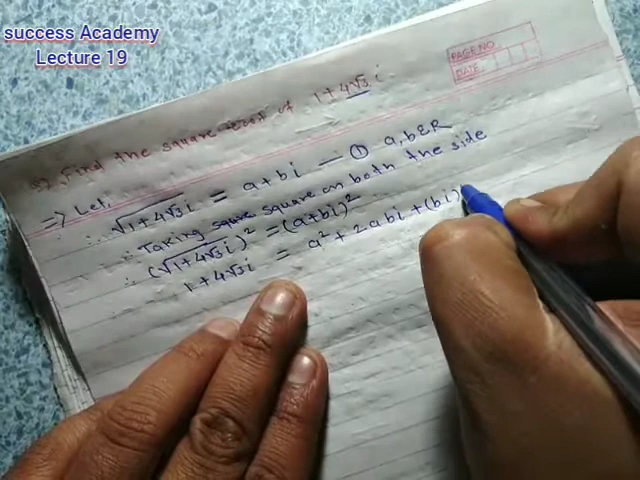 success Academy
Lecture 19
PAGE NO.
DATE:
Find the square root of 1+4√3 i.
=> Let,
∴ √1+4√3 i = a+bi — ① a,bER
∴ Taking square square on both the side
∴ (√1+4√3 i)² = (a+bi)²
1+4√3 i = a² + 2abi + (bi)